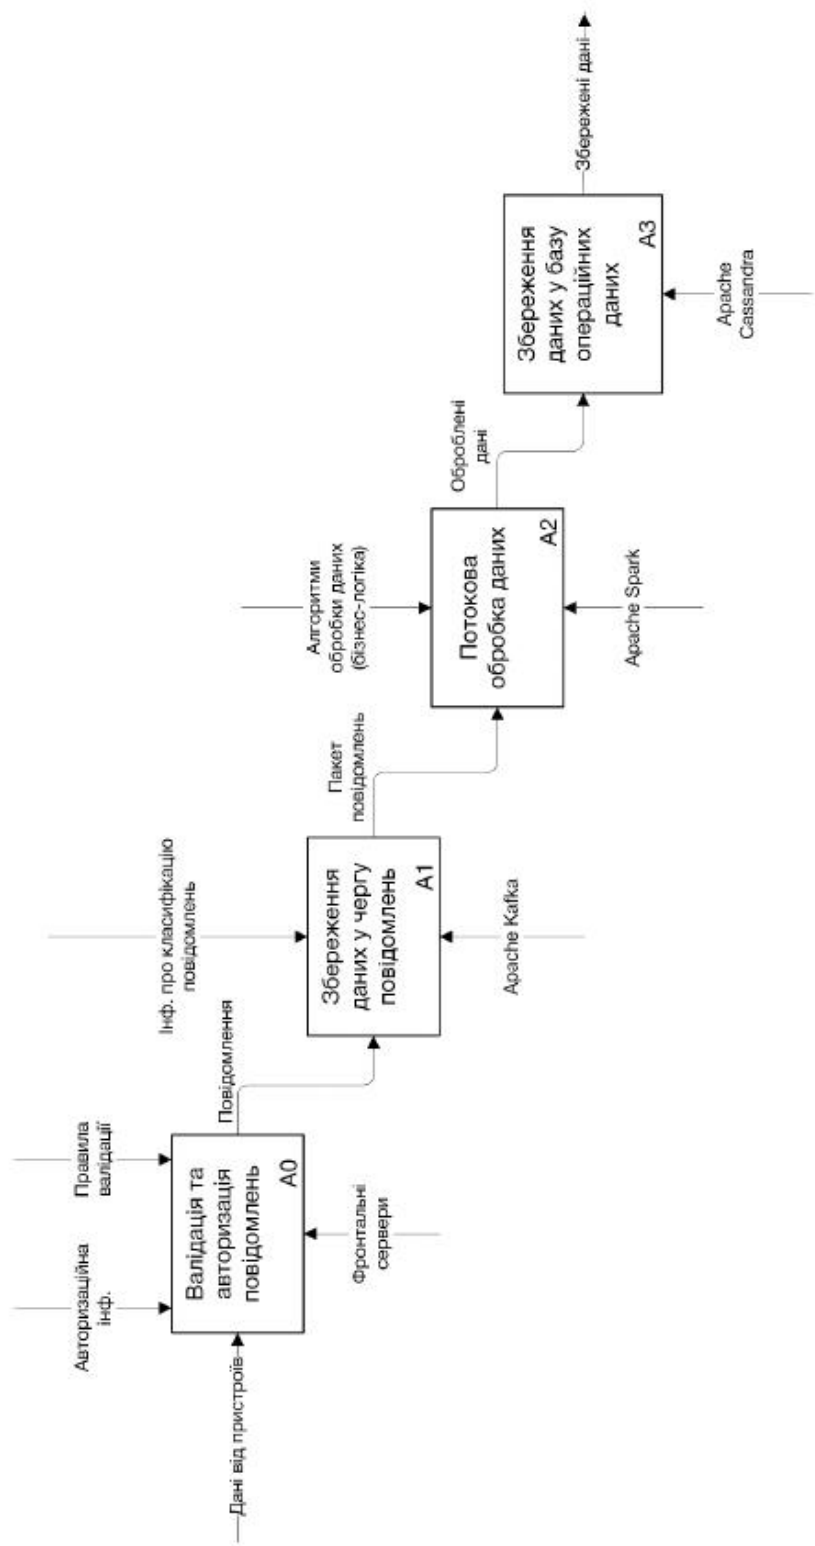 Дані від пристроїв
Авторизаційна
інф.
Правила
валідації
Валідація та
авторизація
повідомлень
A0
Фронтальні
сервери
Повідомлення
Інф. про класифікацію
повідомлень
Збереження
даних у чергу
повідомлень
A1
Apache Kafka
Пакет
повідомлень
Алгоритми
обробки даних
(бізнес-логіка)
Потокова
обробка даних
A2
Apache Spark
Оброблені
дані
Збереження
даних у базу
операційних
даних
A3
Apache
Cassandra
Збережені дані